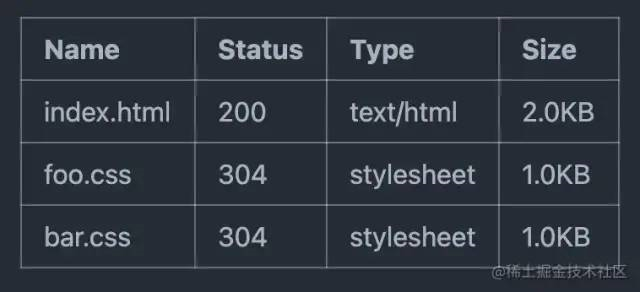 Name Status Type Size
index.html 200 text/html 2.0KB
foo.css 304 stylesheet 1.0KB
bar.css 304 stylesheet 1.0KB
@稀土掘金技术社区